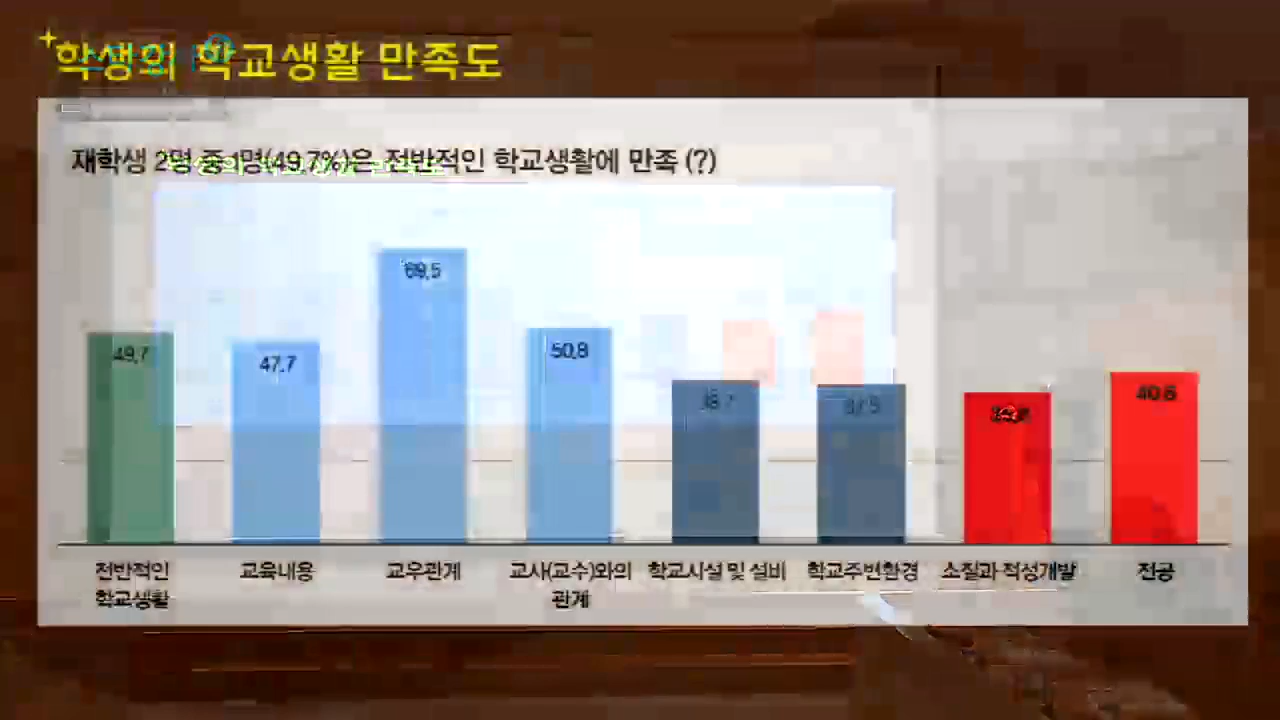 학생의 학교생활 만족도
재학생 2명 중 1명(49.7%)은 전반적인 학교생활에 만족 (?)
49.7
47.7
69.5
50.8
40.6
전반적인
학교생활
교육내용
교우관계
교사(교수)와의
관계
학교시설 및 설비
학교주변환경
소질과 적성개발
전공